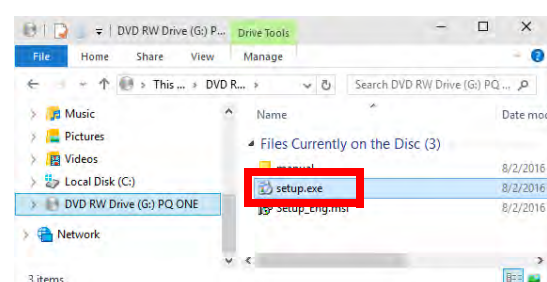 DVD RW Drive (G:) P... Drive Tools
File Home Share View Manage
This ... DVD R... Search DVD RW Drive (G:) PQ ...
Music
Pictures
Videos
Local Disk (C:)
DVD RW Drive (G:) PQ ONE
Network
Name Date mod
Files Currently on the Disc (3)
manual 8/2/2016
setup.exe 8/2/2016
Setup_Eng.msi 8/2/2016
3 items